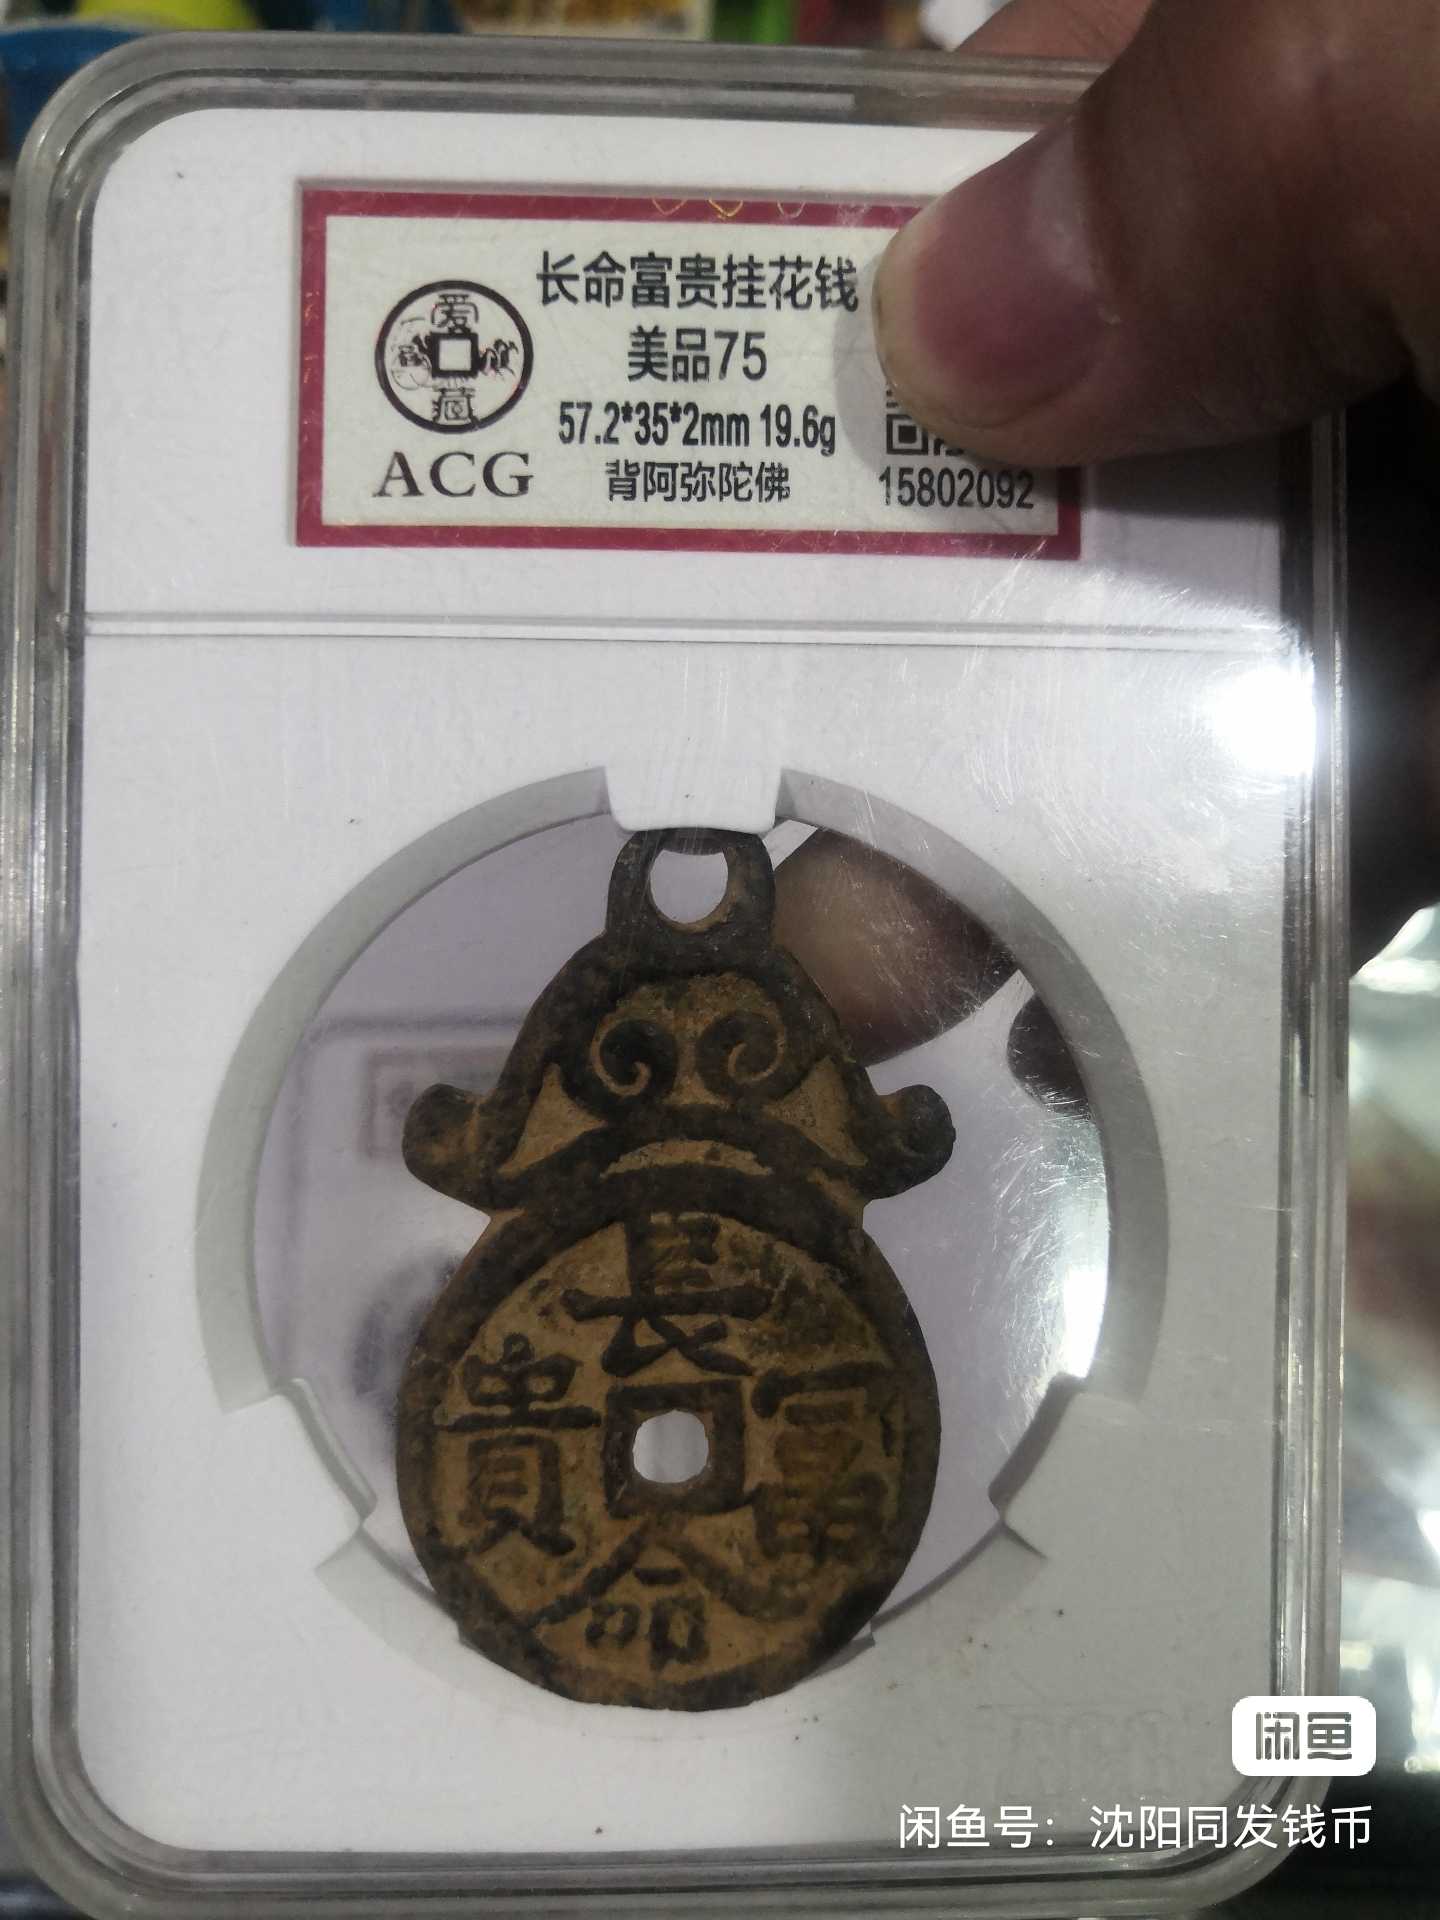 长命富贵挂花钱
美品75
57.2*35*2mm 19.6g
背阿弥陀佛
15802092
爱
藏
ACG
長
命
富
貴
闲鱼
闲鱼号：沈阳同发钱币